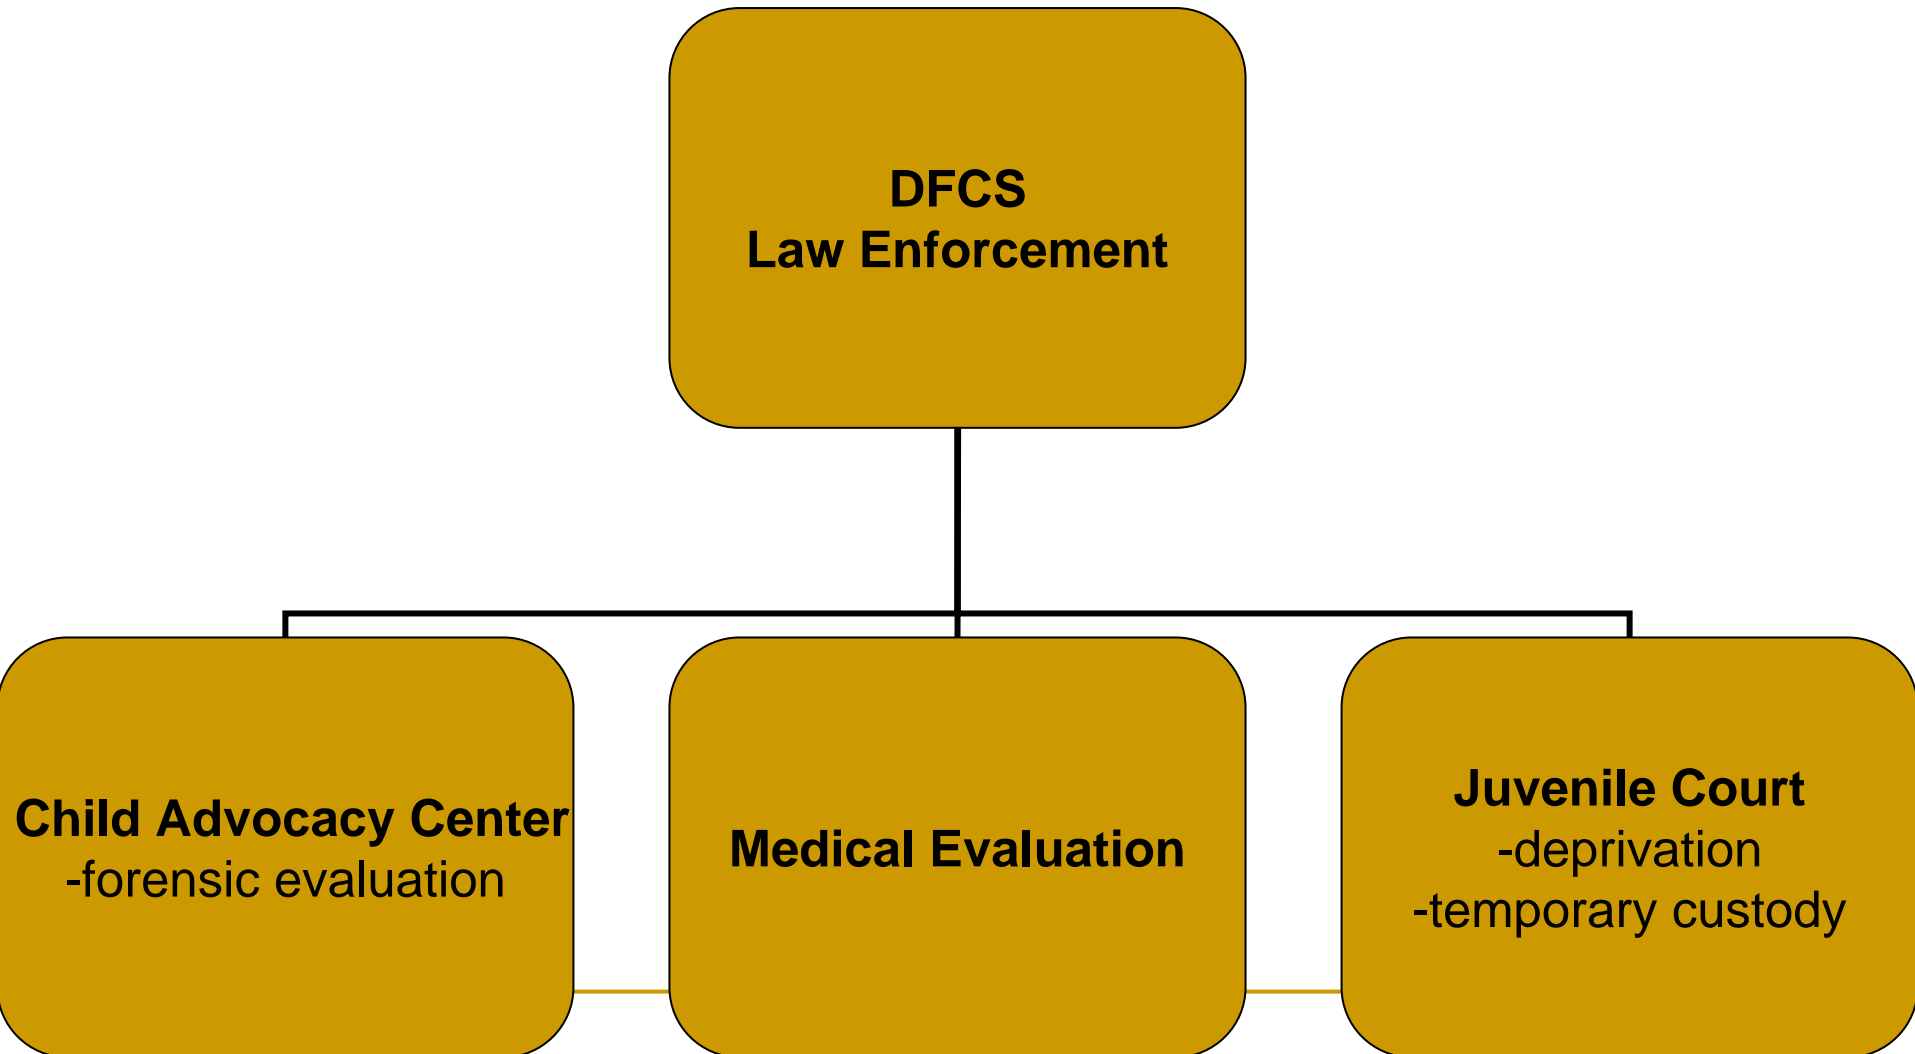 DFCS
Law Enforcement
Child Advocacy Center
-forensic evaluation
Medical Evaluation
Juvenile Court
-deprivation
-temporary custody